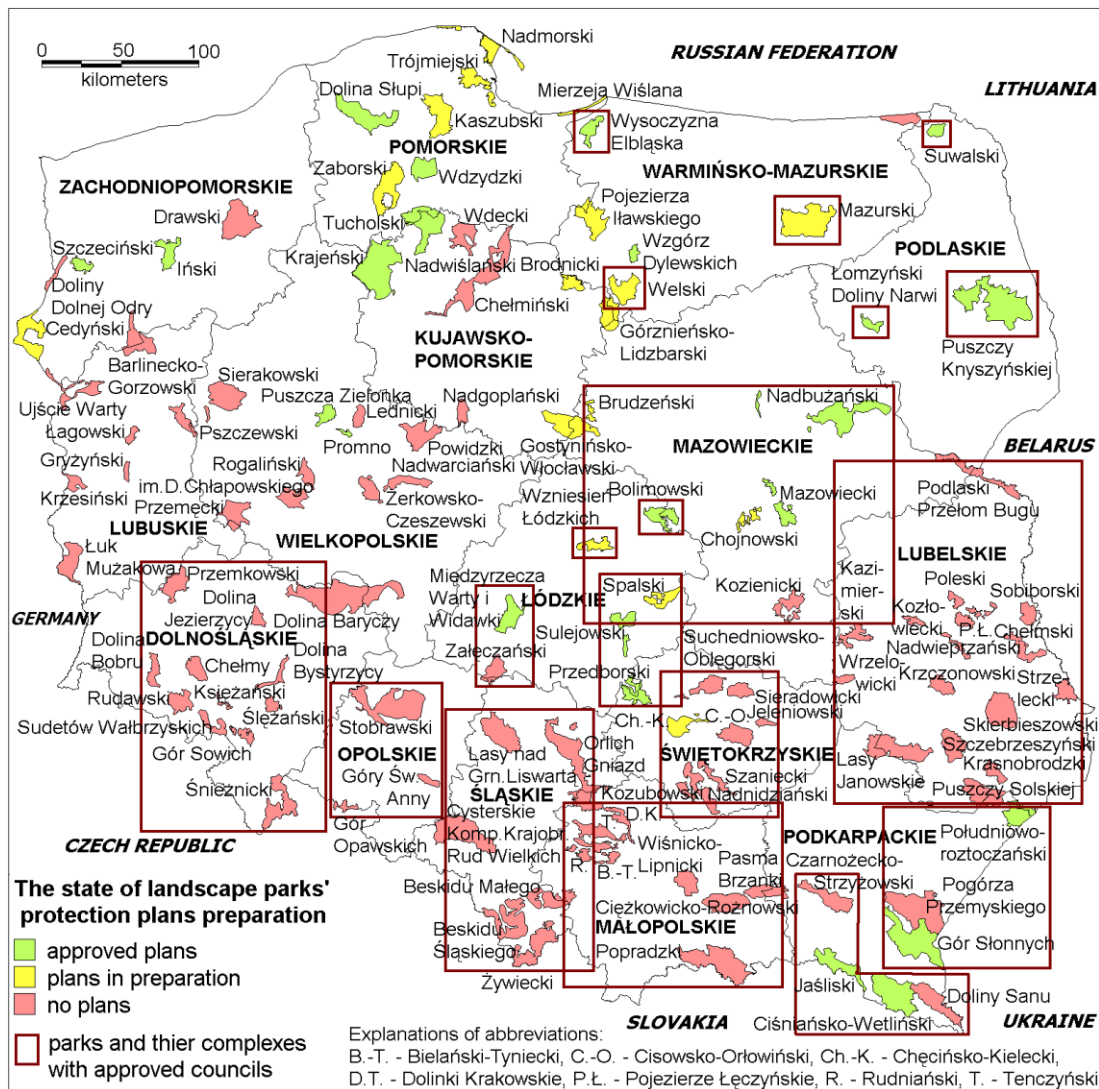 0 50 100
kilometers
RUSSIAN FEDERATION
LITHUANIA
Nadmorski
Trójmiejski
Mierzeja Wiślana
Dolina Słupi
Kaszubski
Wysoczyzna
Elbląska
Suwalski
POMORSKIE
Zaborski
Wdzydzki
WARMIŃSKO-MAZURSKIE
ZACHODNIOPOMORSKIE
Drawski
Tucholski
Wdecki
Pojezierza
Iławskiego
Mazurski
Szczeciński
Iński
Krajeński
Nadwiślański
Brodnicki
Wzgórz
Dylewskich
PODLASKIE
Doliny
Dolnej Odry
Cedyński
Chełmiński
Welski
Łomżyński
Doliny Narwi
KUJAWSKO-
POMORSKIE
Górznieńsko-
Lidzbarski
Puszczy
Knyszyńskiej
Barlinecko-
Gorzowski
Sierakowski
Puszcza Zielonka
Lednicki
Nadgoplański
Brudzeński
Nadbużański
Ujście Warty
Łagowski
Pszczewski
Promno
Powidzki
Gostynińsko-
Włocławski
MAZOWIECKIE
BELARUS
Gryżyński
Rogaliński
Nadwarciański
Bolimowski
Mazowiecki
Krzesiński
im.D.Chłapowskiego
Przemęcki
Żerkowsko-
Czeszewski
Wzniesień
Łódzkich
Chojnowski
Podlaski
Przełom Bugu
LUBUSKIE
WIELKOPOLSKIE
LUBELSKIE
Łuk
Mużakowa
Przemkowski
Międzyrzecza
Warty i
Widawki
ŁÓDZKIE
Spalski
Kozienicki
Kazi-
mier-
ski
Poleski
Sobiborski
GERMANY
Dolina
Jezierzycy
Dolina Baryczy
Sulejowski
Kozło-
wiecki
P.Ł.
Chełmski
DOLNOŚLĄSKIE
Dolina
Bobru
Chełmy
Dolina
Bystrzycy
Załęczański
Przedborski
Suchedniowsko-
Oblęgorski
Nadwieprzański
Wrzelo-
wicki
Krzczonowski
Strze-
lecki
Rudawski
Książański
Ślężański
Stobrawski
Ch.-K.
C.-O.
Sieradowicki
Jeleniowski
Skierbieszowski
Sudetów Wałbrzyskich
Gór Sowich
OPOLSKIE
Lasy nad
Grn.Liswartą
Orlich
Gniazd
ŚWIĘTOKRZYSKIE
Lasy
Janowskie
Szczebrzeszyński
Krasnobrodzki
Śnieżnicki
Góry Św.
Anny
ŚLĄSKIE
Kozubowski
Szaniecki
Nadnidziański
Puszczy Solskiej
CZECH REPUBLIC
Gór
Opawskich
Cysterskie
Komp.Krajobr.
Rud Wielkich
T.
D.K.
R.
B.-T.
Wiśnicko-
Lipnicki
Pasma
Brzanki
PODKARPACKIE
Czarnożecko-
Strzyżowski
Południowo-
roztoczański
Beskidu Małego
Ciężkowicko-Rożnowski
Pogórza
Przemyskiego
Beskidu
Śląskiego
MAŁOPOLSKIE
Popradzki
Gór Słonnych
Żywiecki
Jaśliski
Doliny Sanu
Ciśniańsko-Wetliński
SLOVAKIA
UKRAINE
The state of landscape parks'
protection plans preparation
approved plans
plans in preparation
no plans
parks and thier complexes
with approved councils
Explanations of abbreviations:
B.-T. - Bielański-Tyniecki, C.-O. - Cisowsko-Orłowiński, Ch.-K. - Chęcińsko-Kielecki,
D.T. - Dolinki Krakowskie, P.Ł. - Pojezierze Łęczyńskie, R. - Rudniański, T. - Tenczyński